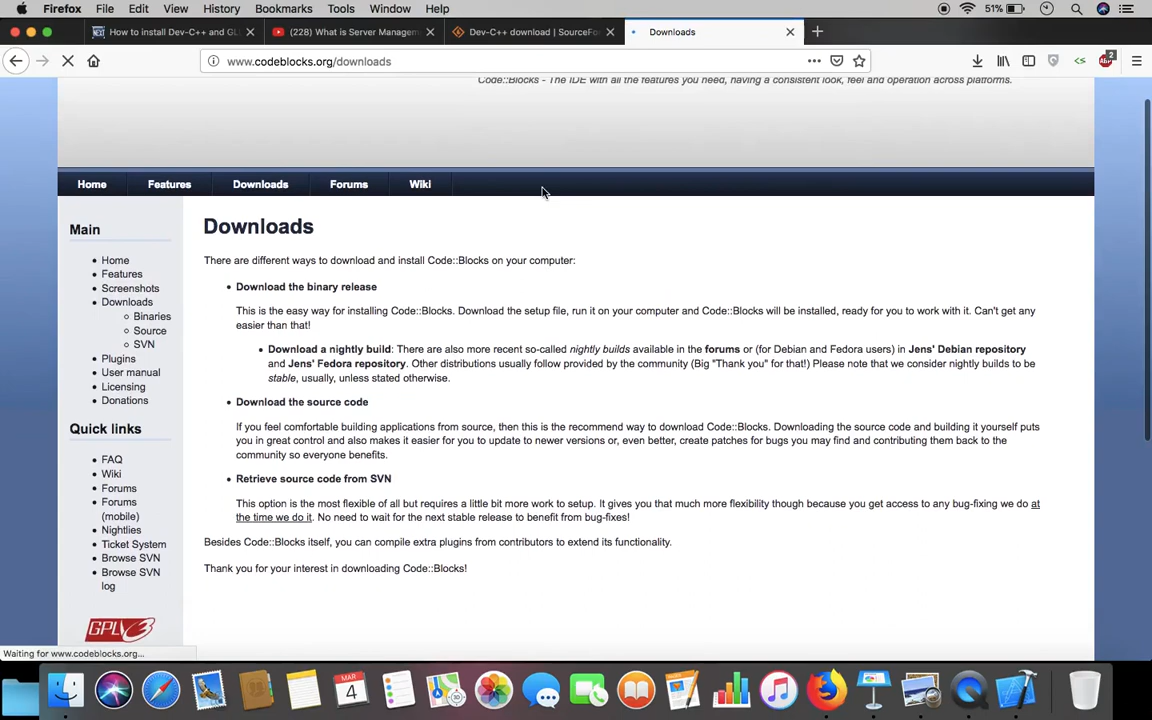 Firefox File Edit View History Bookmarks Tools Window Help 51%
How to install Dev-C++ and GL
(228) What is Server Managem
Dev-C++ download | SourceFo
Downloads
www.codeblocks.org/downloads
ABP 2
Code::Blocks - The IDE with all the features you need, having a consistent look, feel and operation across platforms.
Home Features Downloads Forums Wiki
Main
Home
Features
Screenshots
Downloads
Binaries
Source
SVN
Plugins
User manual
Licensing
Donations
Quick links
FAQ
Wiki
Forums
Forums
(mobile)
Nightlies
Ticket System
Browse SVN
Browse SVN
log
GPLv3
Downloads
There are different ways to download and install Code::Blocks on your computer:
Download the binary release
This is the easy way for installing Code::Blocks. Download the setup file, run it on your computer and Code::Blocks will be installed, ready for you to work with it. Can't get any
easier than that!
Download a nightly build: There are also more recent so-called nightly builds available in the forums or (for Debian and Fedora users) in Jens' Debian repository
and Jens' Fedora repository. Other distributions usually follow provided by the community (Big "Thank you" for that!) Please note that we consider nightly builds to be
stable, usually, unless stated otherwise.
Download the source code
If you feel comfortable building applications from source, then this is the recommend way to download Code::Blocks. Downloading the source code and building it yourself puts
you in great control and also makes it easier for you to update to newer versions or, even better, create patches for bugs you may find and contributing them back to the
community so everyone benefits.
Retrieve source code from SVN
This option is the most flexible of all but requires a little bit more work to setup. It gives you that much more flexibility though because you get access to any bug-fixing we do at
the time we do it. No need to wait for the next stable release to benefit from bug-fixes!
Besides Code::Blocks itself, you can compile extra plugins from contributors to extend its functionality.
Thank you for your interest in downloading Code::Blocks!
Waiting for www.codeblocks.org...
MAR
4